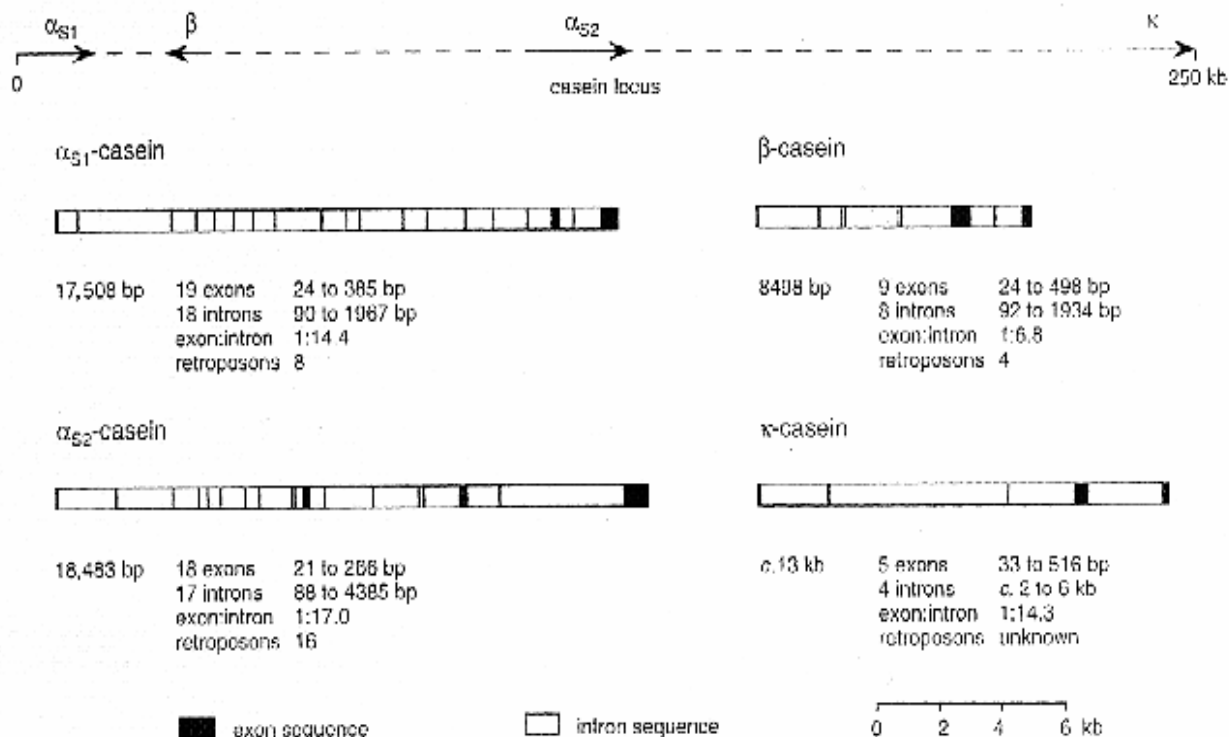 αS1 β αS2 κ
0 casein locus 250 kb
αS1-casein
17,508 bp 19 exons 24 to 385 bp
18 introns 90 to 1967 bp
exon:intron 1:14.4
retroposons 8
β-casein
8498 bp 9 exons 24 to 498 bp
8 introns 92 to 1934 bp
exon:intron 1:6.8
retroposons 4
αS2-casein
18,483 bp 18 exons 21 to 266 bp
17 introns 88 to 4385 bp
exon:intron 1:17.0
retroposons 16
κ-casein
c.13 kb 5 exons 33 to 516 bp
4 introns c. 2 to 6 kb
exon:intron 1:14.3
retroposons unknown
exon sequence intron sequence 0 2 4 6 kb